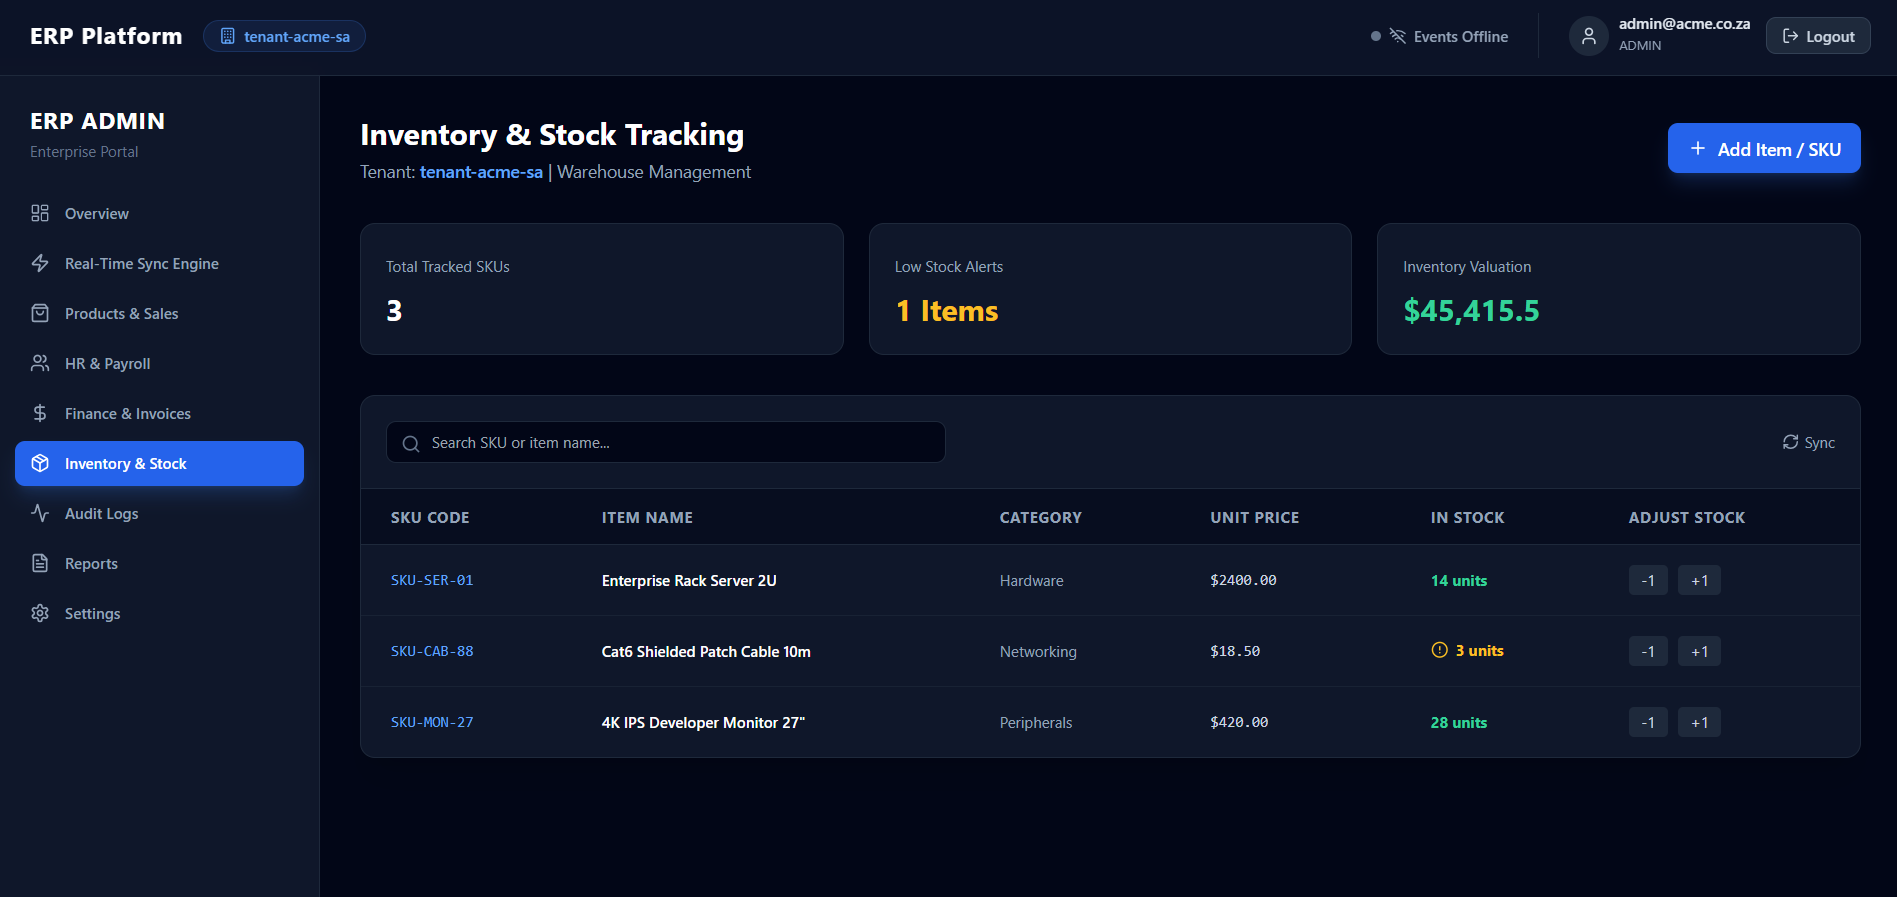 ERP Platform
tenant-acme-sa
Events Offline
admin@acme.co.za
ADMIN
Logout
ERP ADMIN
Enterprise Portal
Overview
Real-Time Sync Engine
Products & Sales
HR & Payroll
Finance & Invoices
Inventory & Stock
Audit Logs
Reports
Settings
Inventory & Stock Tracking
Tenant: tenant-acme-sa | Warehouse Management
+ Add Item / SKU
Total Tracked SKUs
3
Low Stock Alerts
1 Items
Inventory Valuation
$45,415.5
Search SKU or item name...
Sync
SKU CODE ITEM NAME CATEGORY UNIT PRICE IN STOCK ADJUST STOCK
SKU-SER-01 Enterprise Rack Server 2U Hardware $2400.00 14 units -1 +1
SKU-CAB-88 Cat6 Shielded Patch Cable 10m Networking $18.50 3 units -1 +1
SKU-MON-27 4K IPS Developer Monitor 27" Peripherals $420.00 28 units -1 +1